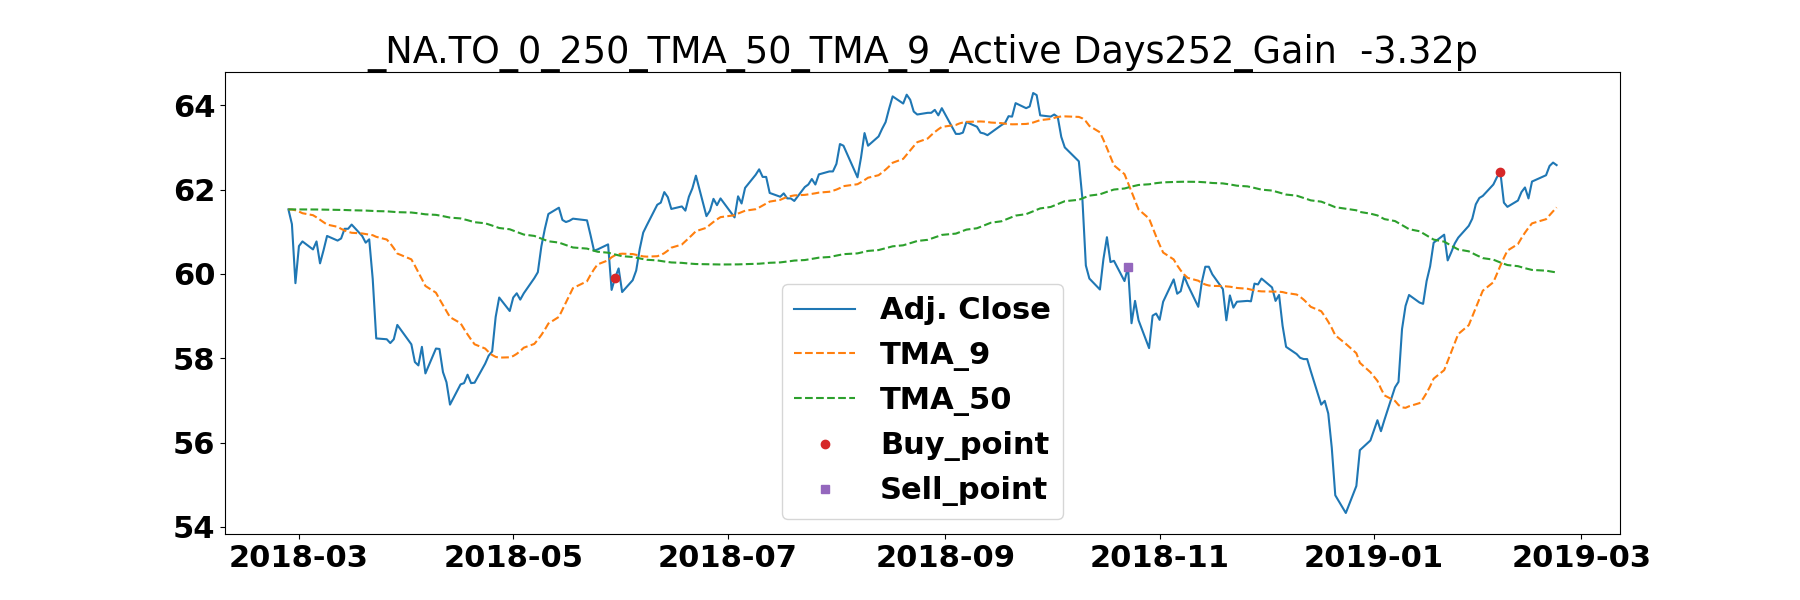 _NA.TO_0_250_TMA_50_TMA_9_Active Days252_Gain  -3.32p
64
62
60
58
56
54
Adj. Close
TMA_9
TMA_50
Buy_point
Sell_point
2018-03 2018-05 2018-07 2018-09 2018-11 2019-01 2019-03